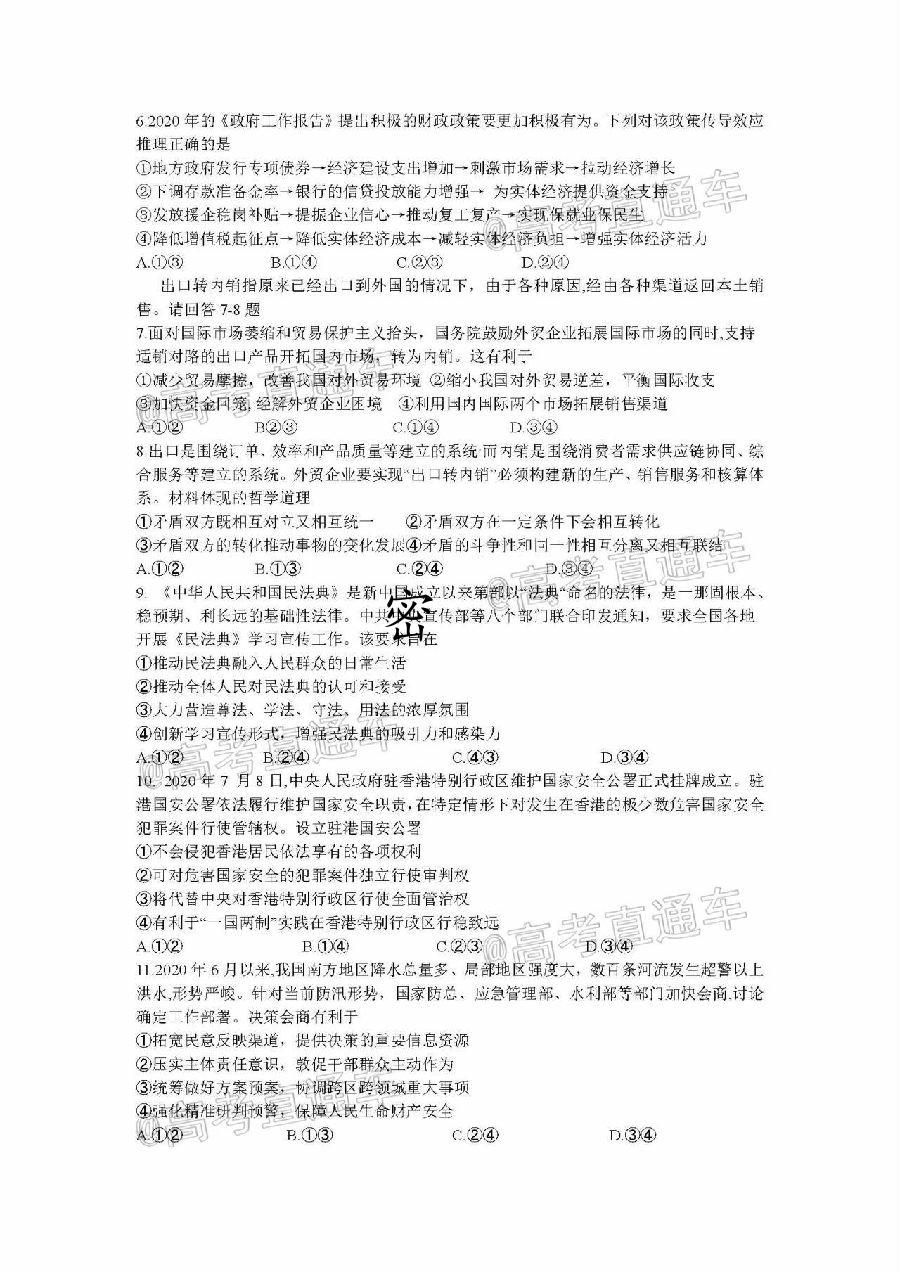 6.2020 年的《政府工作报告》提出积极的财政政策要更加积极有为。下列对该政策传导效应
推理正确的是
①地方政府发行专项债券→经济建设支出增加→刺激市场需求→拉动经济增长
②下调存款准备金率→银行的信贷投放能力增强→ 为实体经济提供资金支持
③发放援企稳岗补贴→提振企业信心→推动复工复产→实现保就业保民生
④降低增值税起征点→降低实体经济成本→减轻实体经济负担→增强实体经济活力
A.①③ B.①④ C.②③ D.②④
出口转内销指原来已经出口到外国的情况下，由于各种原因,经由各种渠道返回本土销
售。请回答 7-8 题
7.面对国际市场萎缩和贸易保护主义抬头，国务院鼓励外贸企业拓展国际市场的同时,支持
适销对路的出口产品开拓国内市场，转为内销。这有利于
①减少贸易摩擦，改善我国对外贸易环境 ②缩小我国对外贸易逆差，平衡国际收支
③加快资金回笼, 经解外贸企业困境 ④利用国内国际两个市场拓展销售渠道
A.①② B②③ C.①④ D.③④
8 出口是围绕订单、效率和产品质量等建立的系统·而内销是围绕消费者需求供应链协同、综
合服务等建立的系统。外贸企业要实现“出口转内销”必须构建新的生产、销售服务和核算体
系。材料体现的哲学道理
①矛盾双方既相互对立又相互统一 ②矛盾双方在一定条件下会相互转化
③矛盾双方的转化推动事物的变化发展④矛盾的斗争性和同一性相互分离又相互联结
A.①② B.①③ C.②④ D.③④
9. 《中华人民共和国民法典》是新中国成立以来第部以“法典”命名的法律，是一那固根本、
稳预期、利长远的基础性法律。中共中 宣传部等八个部门联合印发通知，要求全国各地
开展《民法典》学习宣传工作。该要求旨在
密
①推动民法典融入人民群众的日常生活
②推动全体人民对民法典的认可和接受
③大力营造尊法、学法、守法、用法的浓厚氛围
④创新学习宣传形式，增强民法典的吸引力和感染力
A.①② B.②④ C.④③ D.③④
10. 2020 年 7 月 8 日,中央人民政府驻香港特别行政区维护国家安全公署正式挂牌成立。驻
港国安公署依法履行维护国家安全职责,在特定情形下对发生在香港的极少数危害国家安全
犯罪案件行使管辖权。设立驻港国安公署
①不会侵犯香港居民依法享有的各项权利
②可对危害国家安全的犯罪案件独立行使审判权
③将代替中央对香港特别行政区行使全面管治权
④有利于“一国两制”实践在香港特别行政区行稳致远
A.①② B.①④ C.②③ D.③④
11.2020 年 6 月以来,我国南方地区降水总量多、局部地区强度大，数百条河流发生超警以上
洪水,形势严峻。针对当前防汛形势，国家防总、应急管理部、水利部等部门加快会商,讨论
确定工作部署。决策会商有利于
①拓宽民意反映渠道，提供决策的重要信息资源
②压实主体责任意识，敦促干部群众主动作为
③统筹做好方案预案，协调跨区跨领域重大事项
④强化精准研判预警，保障人民生命财产安全
A.①② B.①③ C.②④ D.③④
@高考直通车
@高考直通车
@高考直通车
@高考直通车
@高考直通车
@高考直通车